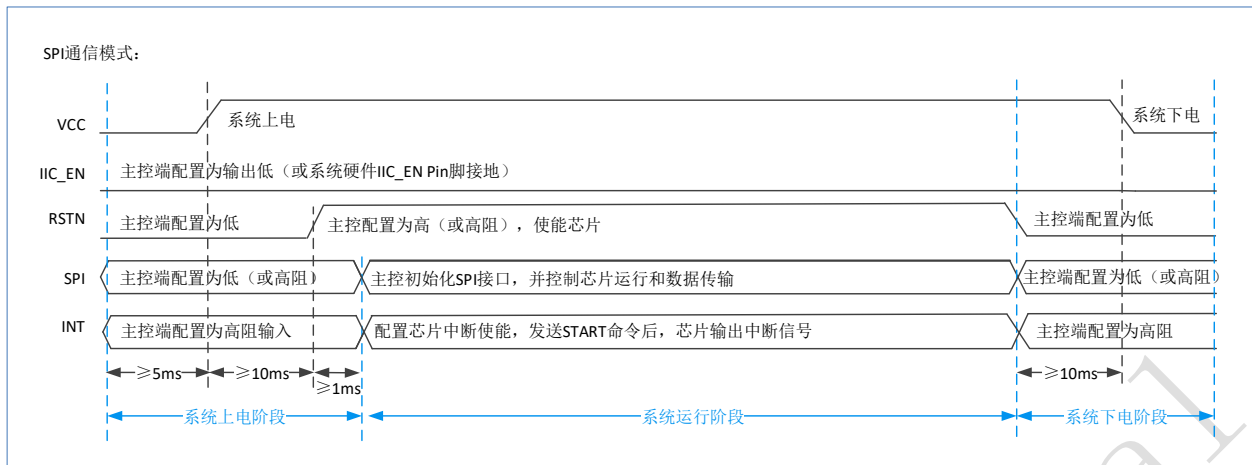 SPI通信模式：
VCC
系统上电
系统下电
IIC_EN
主控端配置为输出低（或系统硬件IIC_EN Pin脚接地）
RSTN
主控端配置为低
主控配置为高（或高阻），使能芯片
主控端配置为低
SPI
主控端配置为低（或高阻）
主控初始化SPI接口，并控制芯片运行和数据传输
主控端配置为低（或高阻）
INT
主控端配置为高阻输入
配置芯片中断使能，发送START命令后，芯片输出中断信号
主控端配置为高阻
≥5ms
≥10ms
≥1ms
≥10ms
系统上电阶段
系统运行阶段
系统下电阶段